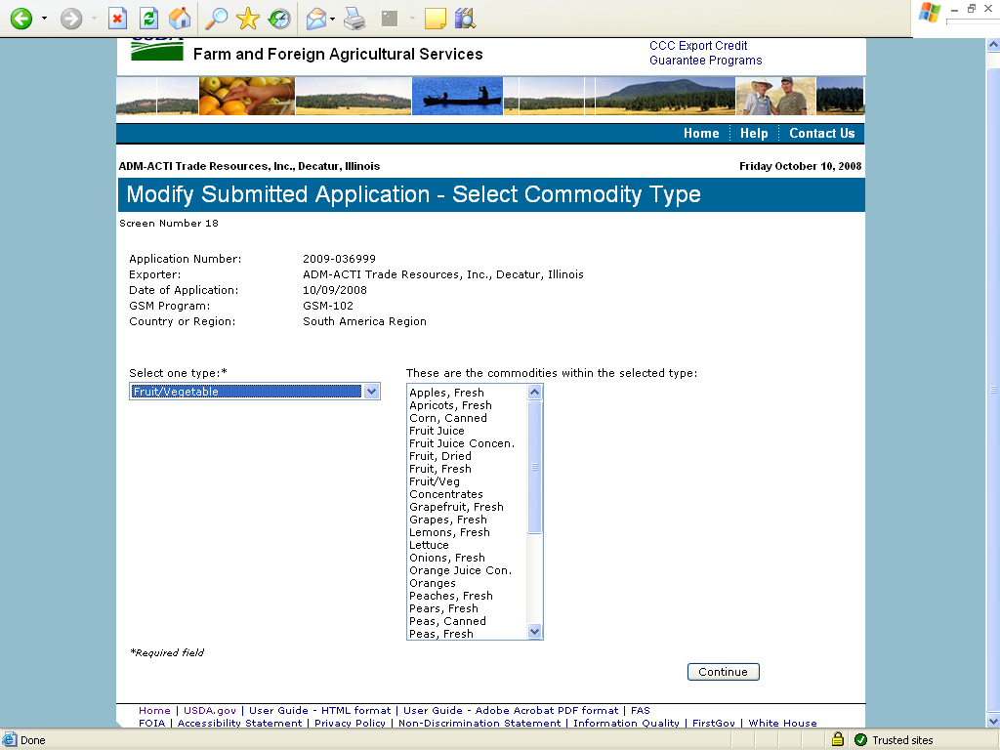 USDA
Farm and Foreign Agricultural Services
CCC Export Credit
Guarantee Programs
Home Help Contact Us
ADM-ACTI Trade Resources, Inc., Decatur, Illinois Friday October 10, 2008
Modify Submitted Application - Select Commodity Type
Screen Number 18
Application Number: 2009-036999
Exporter: ADM-ACTI Trade Resources, Inc., Decatur, Illinois
Date of Application: 10/09/2008
GSM Program: GSM-102
Country or Region: South America Region
Select one type:*
Fruit/Vegetable
These are the commodities within the selected type:
Apples, Fresh
Apricots, Fresh
Corn, Canned
Fruit Juice
Fruit Juice Concen.
Fruit, Dried
Fruit, Fresh
Fruit/Veg
Concentrates
Grapefruit, Fresh
Grapes, Fresh
Lemons, Fresh
Lettuce
Onions, Fresh
Orange Juice Con.
Oranges
Peaches, Fresh
Pears, Fresh
Peas, Canned
Peas, Fresh
*Required field
Continue
Home | USDA.gov | User Guide - HTML format | User Guide - Adobe Acrobat PDF format | FAS
FOIA | Accessibility Statement | Privacy Policy | Non-Discrimination Statement | Information Quality | FirstGov | White House
Done Trusted sites